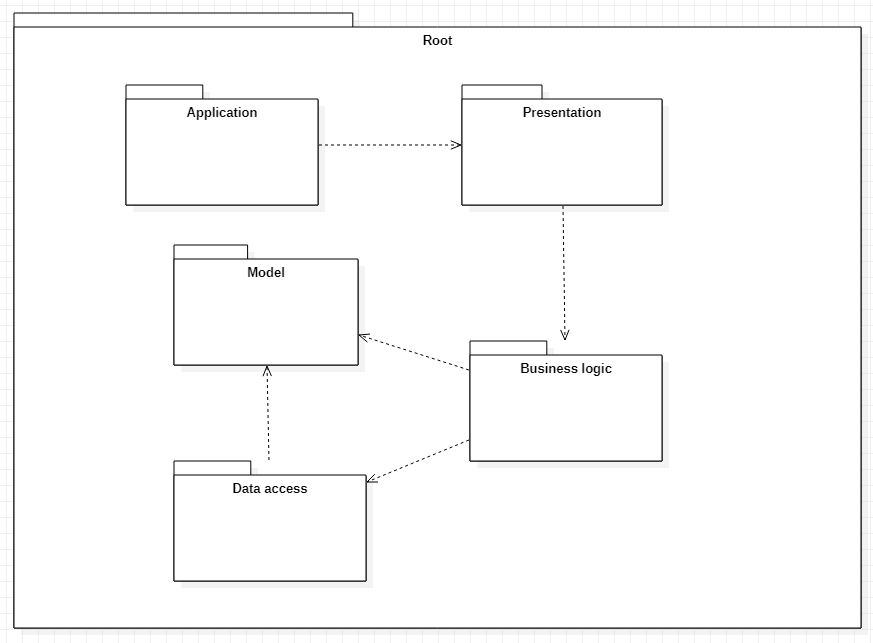 Root
Application
Presentation
Model
Business logic
Data access